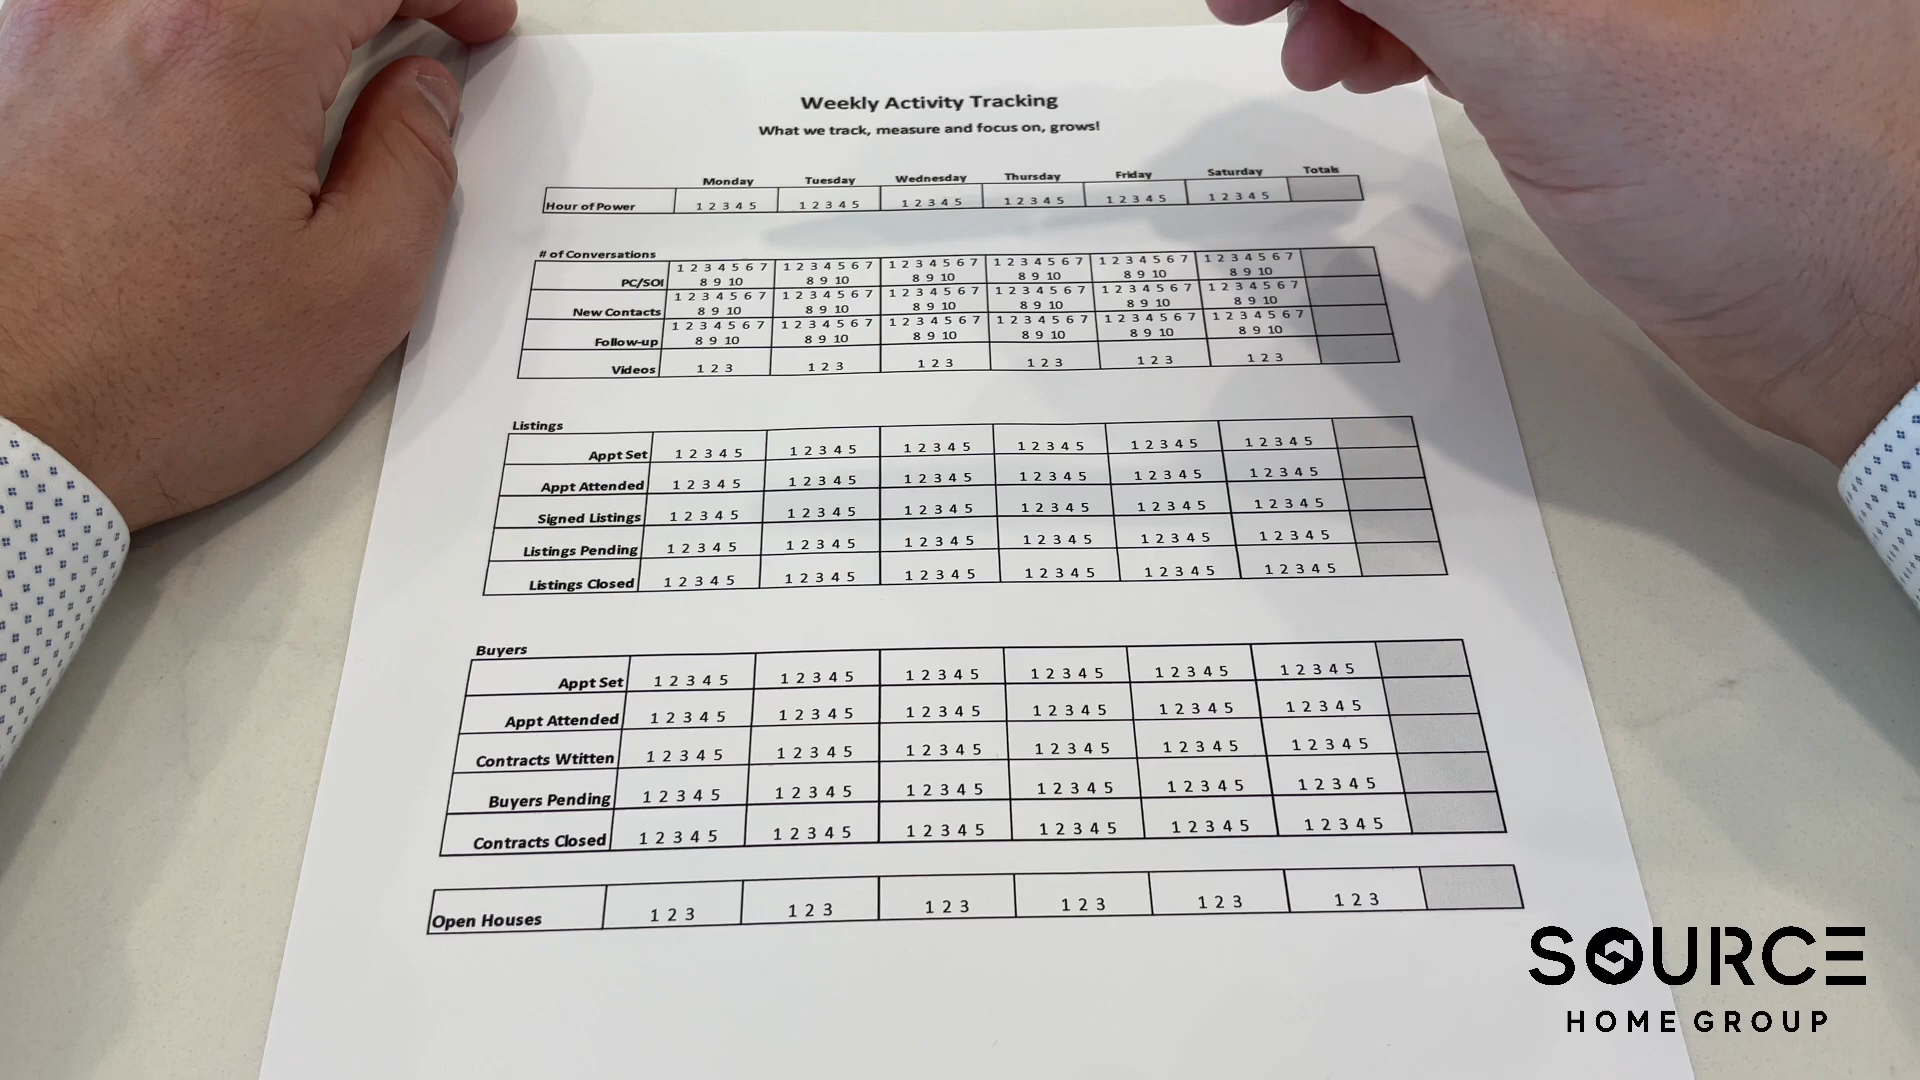 Weekly Activity Tracking
What we track, measure and focus on, grows!
Monday Tuesday Wednesday Thursday Friday Saturday Totals
Hour of Power 1 2 3 4 5 1 2 3 4 5 1 2 3 4 5 1 2 3 4 5 1 2 3 4 5 1 2 3 4 5
# of Conversations
1 2 3 4 5 6 7 1 2 3 4 5 6 7 1 2 3 4 5 6 7 1 2 3 4 5 6 7 1 2 3 4 5 6 7 1 2 3 4 5 6 7
PC/SOI 8 9 10 8 9 10 8 9 10 8 9 10 8 9 10 8 9 10
1 2 3 4 5 6 7 1 2 3 4 5 6 7 1 2 3 4 5 6 7 1 2 3 4 5 6 7 1 2 3 4 5 6 7 1 2 3 4 5 6 7
New Contacts 8 9 10 8 9 10 8 9 10 8 9 10 8 9 10 8 9 10
1 2 3 4 5 6 7 1 2 3 4 5 6 7 1 2 3 4 5 6 7 1 2 3 4 5 6 7 1 2 3 4 5 6 7 1 2 3 4 5 6 7
Follow-up 8 9 10 8 9 10 8 9 10 8 9 10 8 9 10 8 9 10
Videos 1 2 3 1 2 3 1 2 3 1 2 3 1 2 3 1 2 3
Listings
Appt Set 1 2 3 4 5 1 2 3 4 5 1 2 3 4 5 1 2 3 4 5 1 2 3 4 5 1 2 3 4 5
Appt Attended 1 2 3 4 5 1 2 3 4 5 1 2 3 4 5 1 2 3 4 5 1 2 3 4 5 1 2 3 4 5
Signed Listings 1 2 3 4 5 1 2 3 4 5 1 2 3 4 5 1 2 3 4 5 1 2 3 4 5 1 2 3 4 5
Listings Pending 1 2 3 4 5 1 2 3 4 5 1 2 3 4 5 1 2 3 4 5 1 2 3 4 5 1 2 3 4 5
Listings Closed 1 2 3 4 5 1 2 3 4 5 1 2 3 4 5 1 2 3 4 5 1 2 3 4 5 1 2 3 4 5
Buyers
Appt Set 1 2 3 4 5 1 2 3 4 5 1 2 3 4 5 1 2 3 4 5 1 2 3 4 5 1 2 3 4 5
Appt Attended 1 2 3 4 5 1 2 3 4 5 1 2 3 4 5 1 2 3 4 5 1 2 3 4 5 1 2 3 4 5
Contracts Wtitten 1 2 3 4 5 1 2 3 4 5 1 2 3 4 5 1 2 3 4 5 1 2 3 4 5 1 2 3 4 5
Buyers Pending 1 2 3 4 5 1 2 3 4 5 1 2 3 4 5 1 2 3 4 5 1 2 3 4 5 1 2 3 4 5
Contracts Closed 1 2 3 4 5 1 2 3 4 5 1 2 3 4 5 1 2 3 4 5 1 2 3 4 5 1 2 3 4 5
Open Houses 1 2 3 1 2 3 1 2 3 1 2 3 1 2 3 1 2 3
SOURCE
HOME GROUP